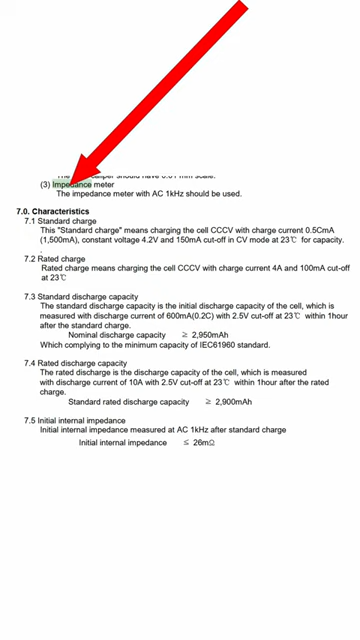 caliper should have 0.01 mm scale.
(3) Impedance meter
The impedance meter with AC 1kHz should be used.
7.0. Characteristics
7.1 Standard charge
This "Standard charge" means charging the cell CCCV with charge current 0.5CmA
(1,500mA), constant voltage 4.2V and 150mA cut-off in CV mode at 23℃ for capacity.
.
7.2 Rated charge
Rated charge means charging the cell CCCV with charge current 4A and 100mA cut-off
at 23℃
7.3 Standard discharge capacity
The standard discharge capacity is the initial discharge capacity of the cell, which is
measured with discharge current of 600mA(0.2C) with 2.5V cut-off at 23℃ within 1hour
after the standard charge.
Nominal discharge capacity ≥ 2,950mAh
Which complying to the minimum capacity of IEC61960 standard.
7.4 Rated discharge capacity
The rated discharge is the discharge capacity of the cell, which is measured
with discharge current of 10A with 2.5V cut-off at 23℃ within 1hour after the rated
charge.
Standard rated discharge capacity ≥ 2,900mAh
7.5 Initial internal impedance
Initial internal impedance measured at AC 1kHz after standard charge
Initial internal impedance ≤ 26mΩ